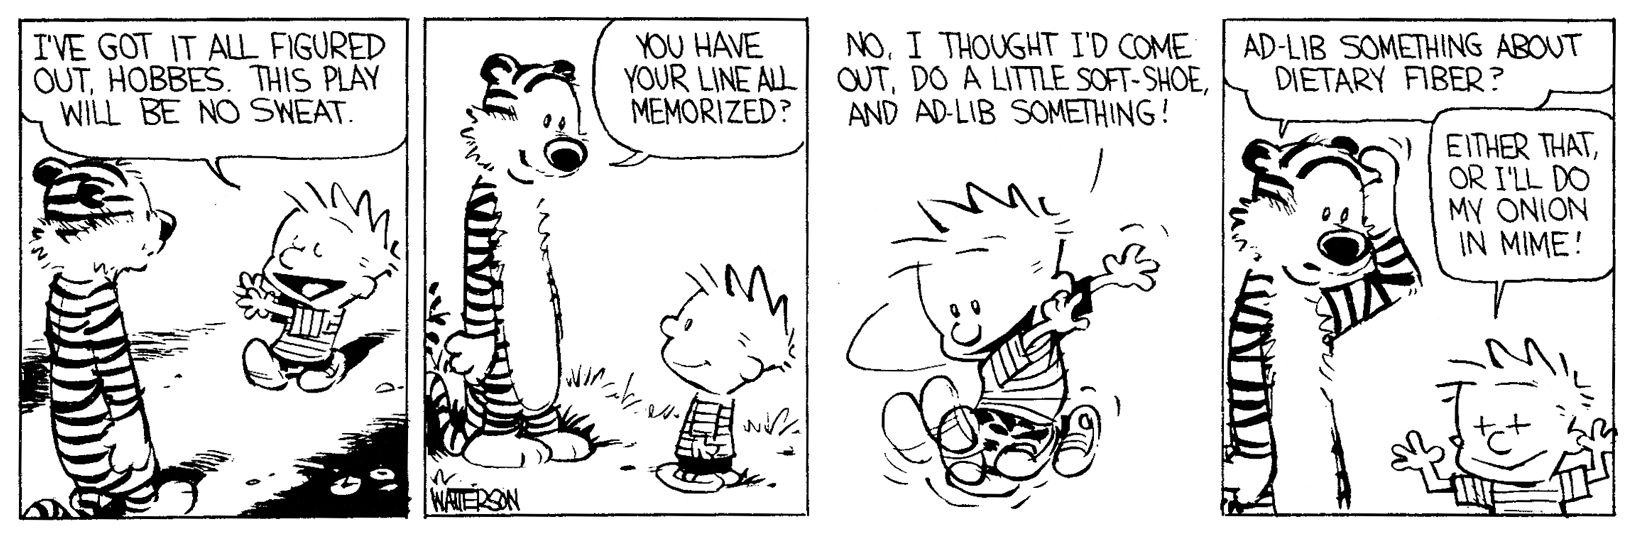 I'VE GOT IT ALL FIGURED
OUT, HOBBES. THIS PLAY
WILL BE NO SWEAT.
YOU HAVE
YOUR LINE ALL
MEMORIZED?
WATTERSON
NO, I THOUGHT I'D COME
OUT, DO A LITTLE SOFT-SHOE,
AND AD-LIB SOMETHING!
AD-LIB SOMETHING ABOUT
DIETARY FIBER?
EITHER THAT,
OR I'LL DO
MY ONION
IN MIME!